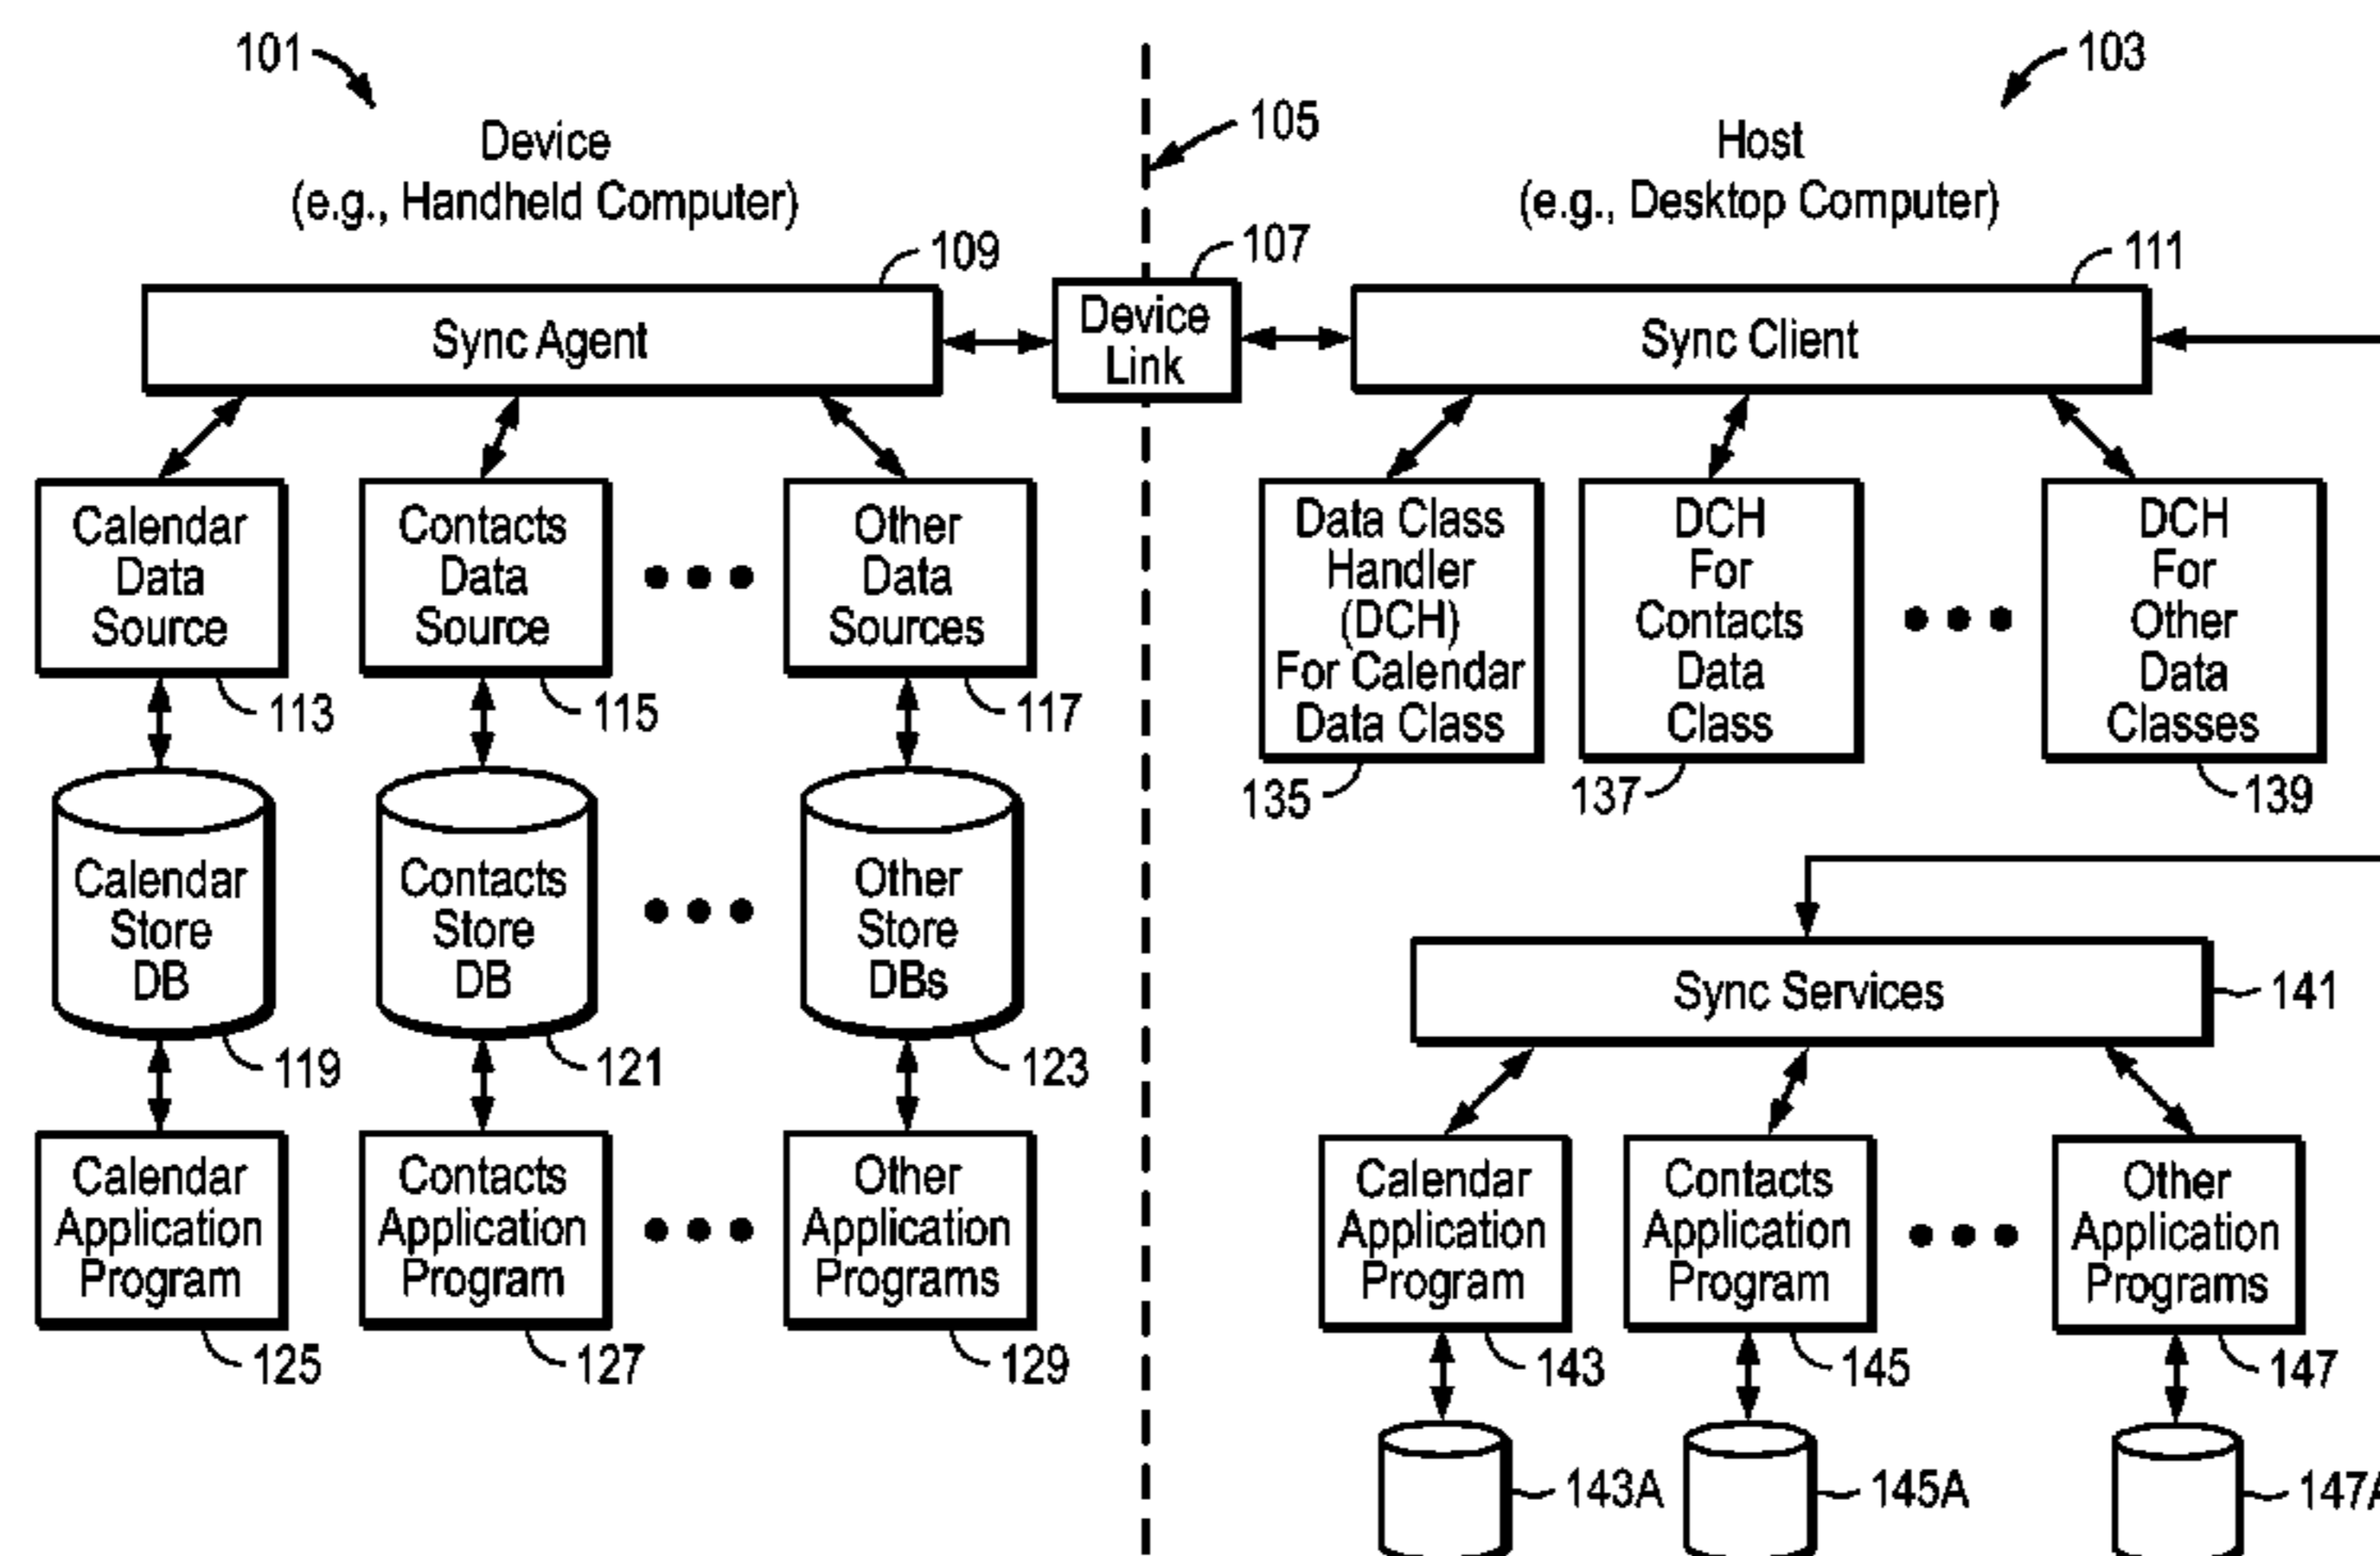 101
103
105
Device
(e.g., Handheld Computer)
Host
(e.g., Desktop Computer)
109
107
111
Sync Agent
Device
Link
Sync Client
Calendar
Data
Source
113
Contacts
Data
Source
115
Other
Data
Sources
117
Data Class
Handler
(DCH)
For Calendar
Data Class
135
DCH
For
Contacts
Data
Class
137
DCH
For
Other
Data
Classes
139
Calendar
Store
DB
119
Contacts
Store
DB
121
Other
Store
DBs
123
Sync Services
141
Calendar
Application
Program
125
Contacts
Application
Program
127
Other
Application
Programs
129
Calendar
Application
Program
143
Contacts
Application
Program
145
Other
Application
Programs
147
143A
145A
147A